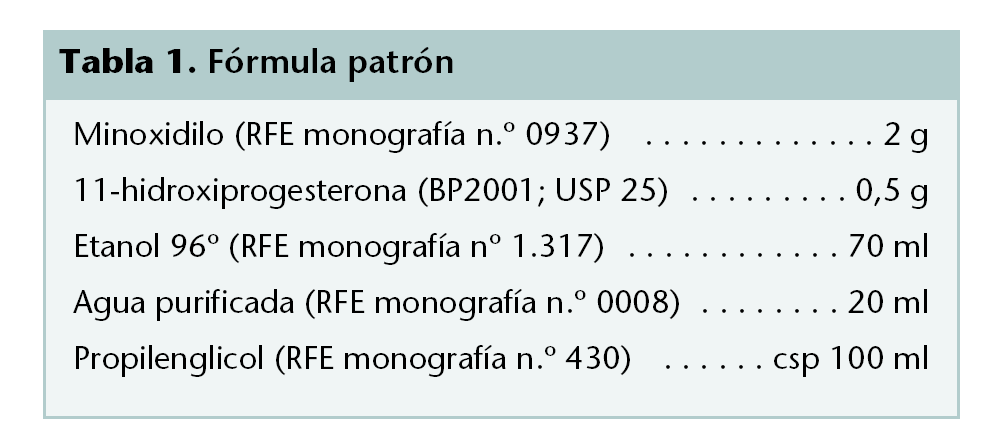 Tabla 1. Fórmula patrón
Minoxidilo (RFE monografía n.º 0937) . . . . . . . . . . . . . 2 g
11-hidroxiprogesterona (BP2001; USP 25) . . . . . . . . . 0,5 g
Etanol 96º (RFE monografía nº 1.317) . . . . . . . . . . . . 70 ml
Agua purificada (RFE monografía n.º 0008) . . . . . . . . 20 ml
Propilenglicol (RFE monografía n.º 430) . . . . . . csp 100 ml